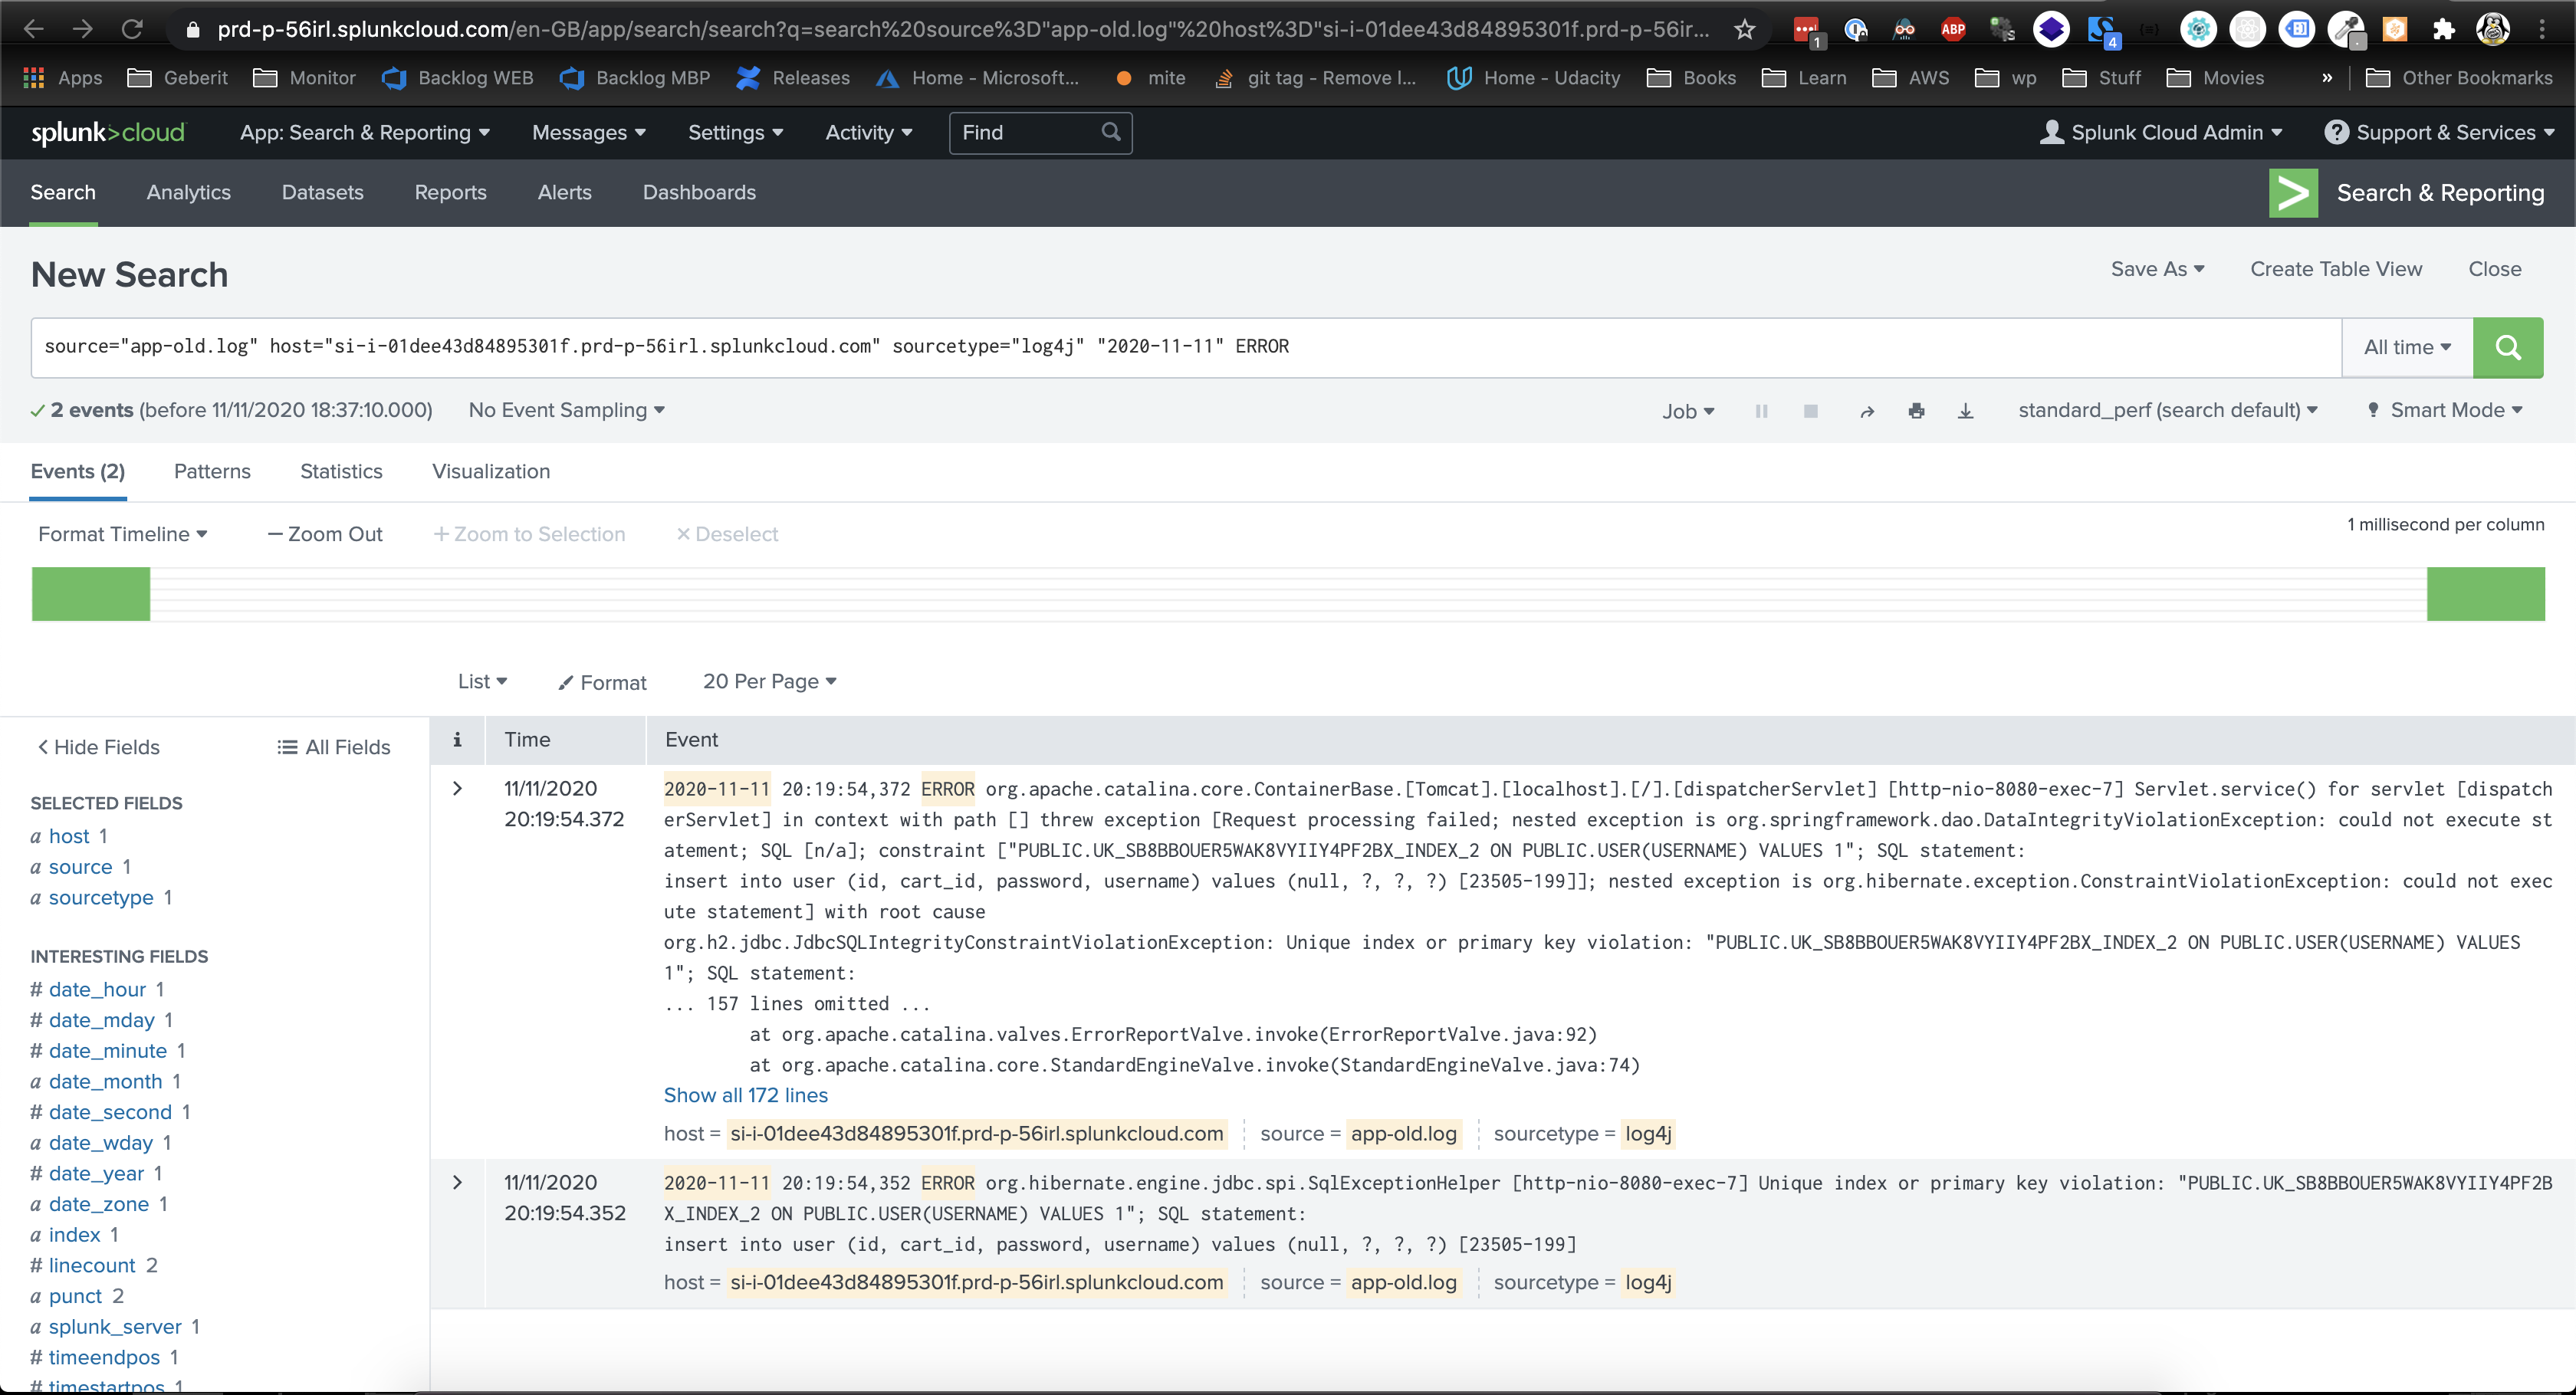 prd-p-56irl.splunkcloud.com/en-GB/app/search/search?q=search%20source%3D"app-old.log"%20host%3D"si-i-01dee43d84895301f.prd-p-56ir...
1
ABP
4
Apps
Geberit
Monitor
Backlog WEB
Backlog MBP
Releases
Home - Microsoft...
mite
git tag - Remove l...
Home - Udacity
Books
Learn
AWS
wp
Stuff
Movies
»
Other Bookmarks
splunk>cloud
App: Search & Reporting
Messages
Settings
Activity
Find
Splunk Cloud Admin
Support & Services
Search
Analytics
Datasets
Reports
Alerts
Dashboards
Search & Reporting
New Search
Save As
Create Table View
Close
source="app-old.log" host="si-i-01dee43d84895301f.prd-p-56irl.splunkcloud.com" sourcetype="log4j" "2020-11-11" ERROR
All time
2 events (before 11/11/2020 18:37:10.000)
No Event Sampling
Job
standard_perf (search default)
Smart Mode
Events (2)
Patterns
Statistics
Visualization
Format Timeline
— Zoom Out
+ Zoom to Selection
× Deselect
1 millisecond per column
List
Format
20 Per Page
< Hide Fields
All Fields
SELECTED FIELDS
a host 1
a source 1
a sourcetype 1
INTERESTING FIELDS
# date_hour 1
# date_mday 1
# date_minute 1
a date_month 1
# date_second 1
a date_wday 1
# date_year 1
a date_zone 1
a index 1
# linecount 2
a punct 2
a splunk_server 1
# timeendpos 1
# timestartpos 1
i
Time
Event
11/11/2020
20:19:54.372
2020-11-11 20:19:54,372 ERROR org.apache.catalina.core.ContainerBase.[Tomcat].[localhost].[/].[dispatcherServlet] [http-nio-8080-exec-7] Servlet.service() for servlet [dispatch
erServlet] in context with path [] threw exception [Request processing failed; nested exception is org.springframework.dao.DataIntegrityViolationException: could not execute st
atement; SQL [n/a]; constraint ["PUBLIC.UK_SB8BBOUER5WAK8VYIIY4PF2BX_INDEX_2 ON PUBLIC.USER(USERNAME) VALUES 1"; SQL statement:
insert into user (id, cart_id, password, username) values (null, ?, ?, ?) [23505-199]]; nested exception is org.hibernate.exception.ConstraintViolationException: could not exec
ute statement] with root cause
org.h2.jdbc.JdbcSQLIntegrityConstraintViolationException: Unique index or primary key violation: "PUBLIC.UK_SB8BBOUER5WAK8VYIIY4PF2BX_INDEX_2 ON PUBLIC.USER(USERNAME) VALUES
1"; SQL statement:
... 157 lines omitted ...
at org.apache.catalina.valves.ErrorReportValve.invoke(ErrorReportValve.java:92)
at org.apache.catalina.core.StandardEngineValve.invoke(StandardEngineValve.java:74)
Show all 172 lines
host = si-i-01dee43d84895301f.prd-p-56irl.splunkcloud.com
source = app-old.log
sourcetype = log4j
11/11/2020
20:19:54.352
2020-11-11 20:19:54,352 ERROR org.hibernate.engine.jdbc.spi.SqlExceptionHelper [http-nio-8080-exec-7] Unique index or primary key violation: "PUBLIC.UK_SB8BBOUER5WAK8VYIIY4PF2B
X_INDEX_2 ON PUBLIC.USER(USERNAME) VALUES 1"; SQL statement:
insert into user (id, cart_id, password, username) values (null, ?, ?, ?) [23505-199]
host = si-i-01dee43d84895301f.prd-p-56irl.splunkcloud.com
source = app-old.log
sourcetype = log4j